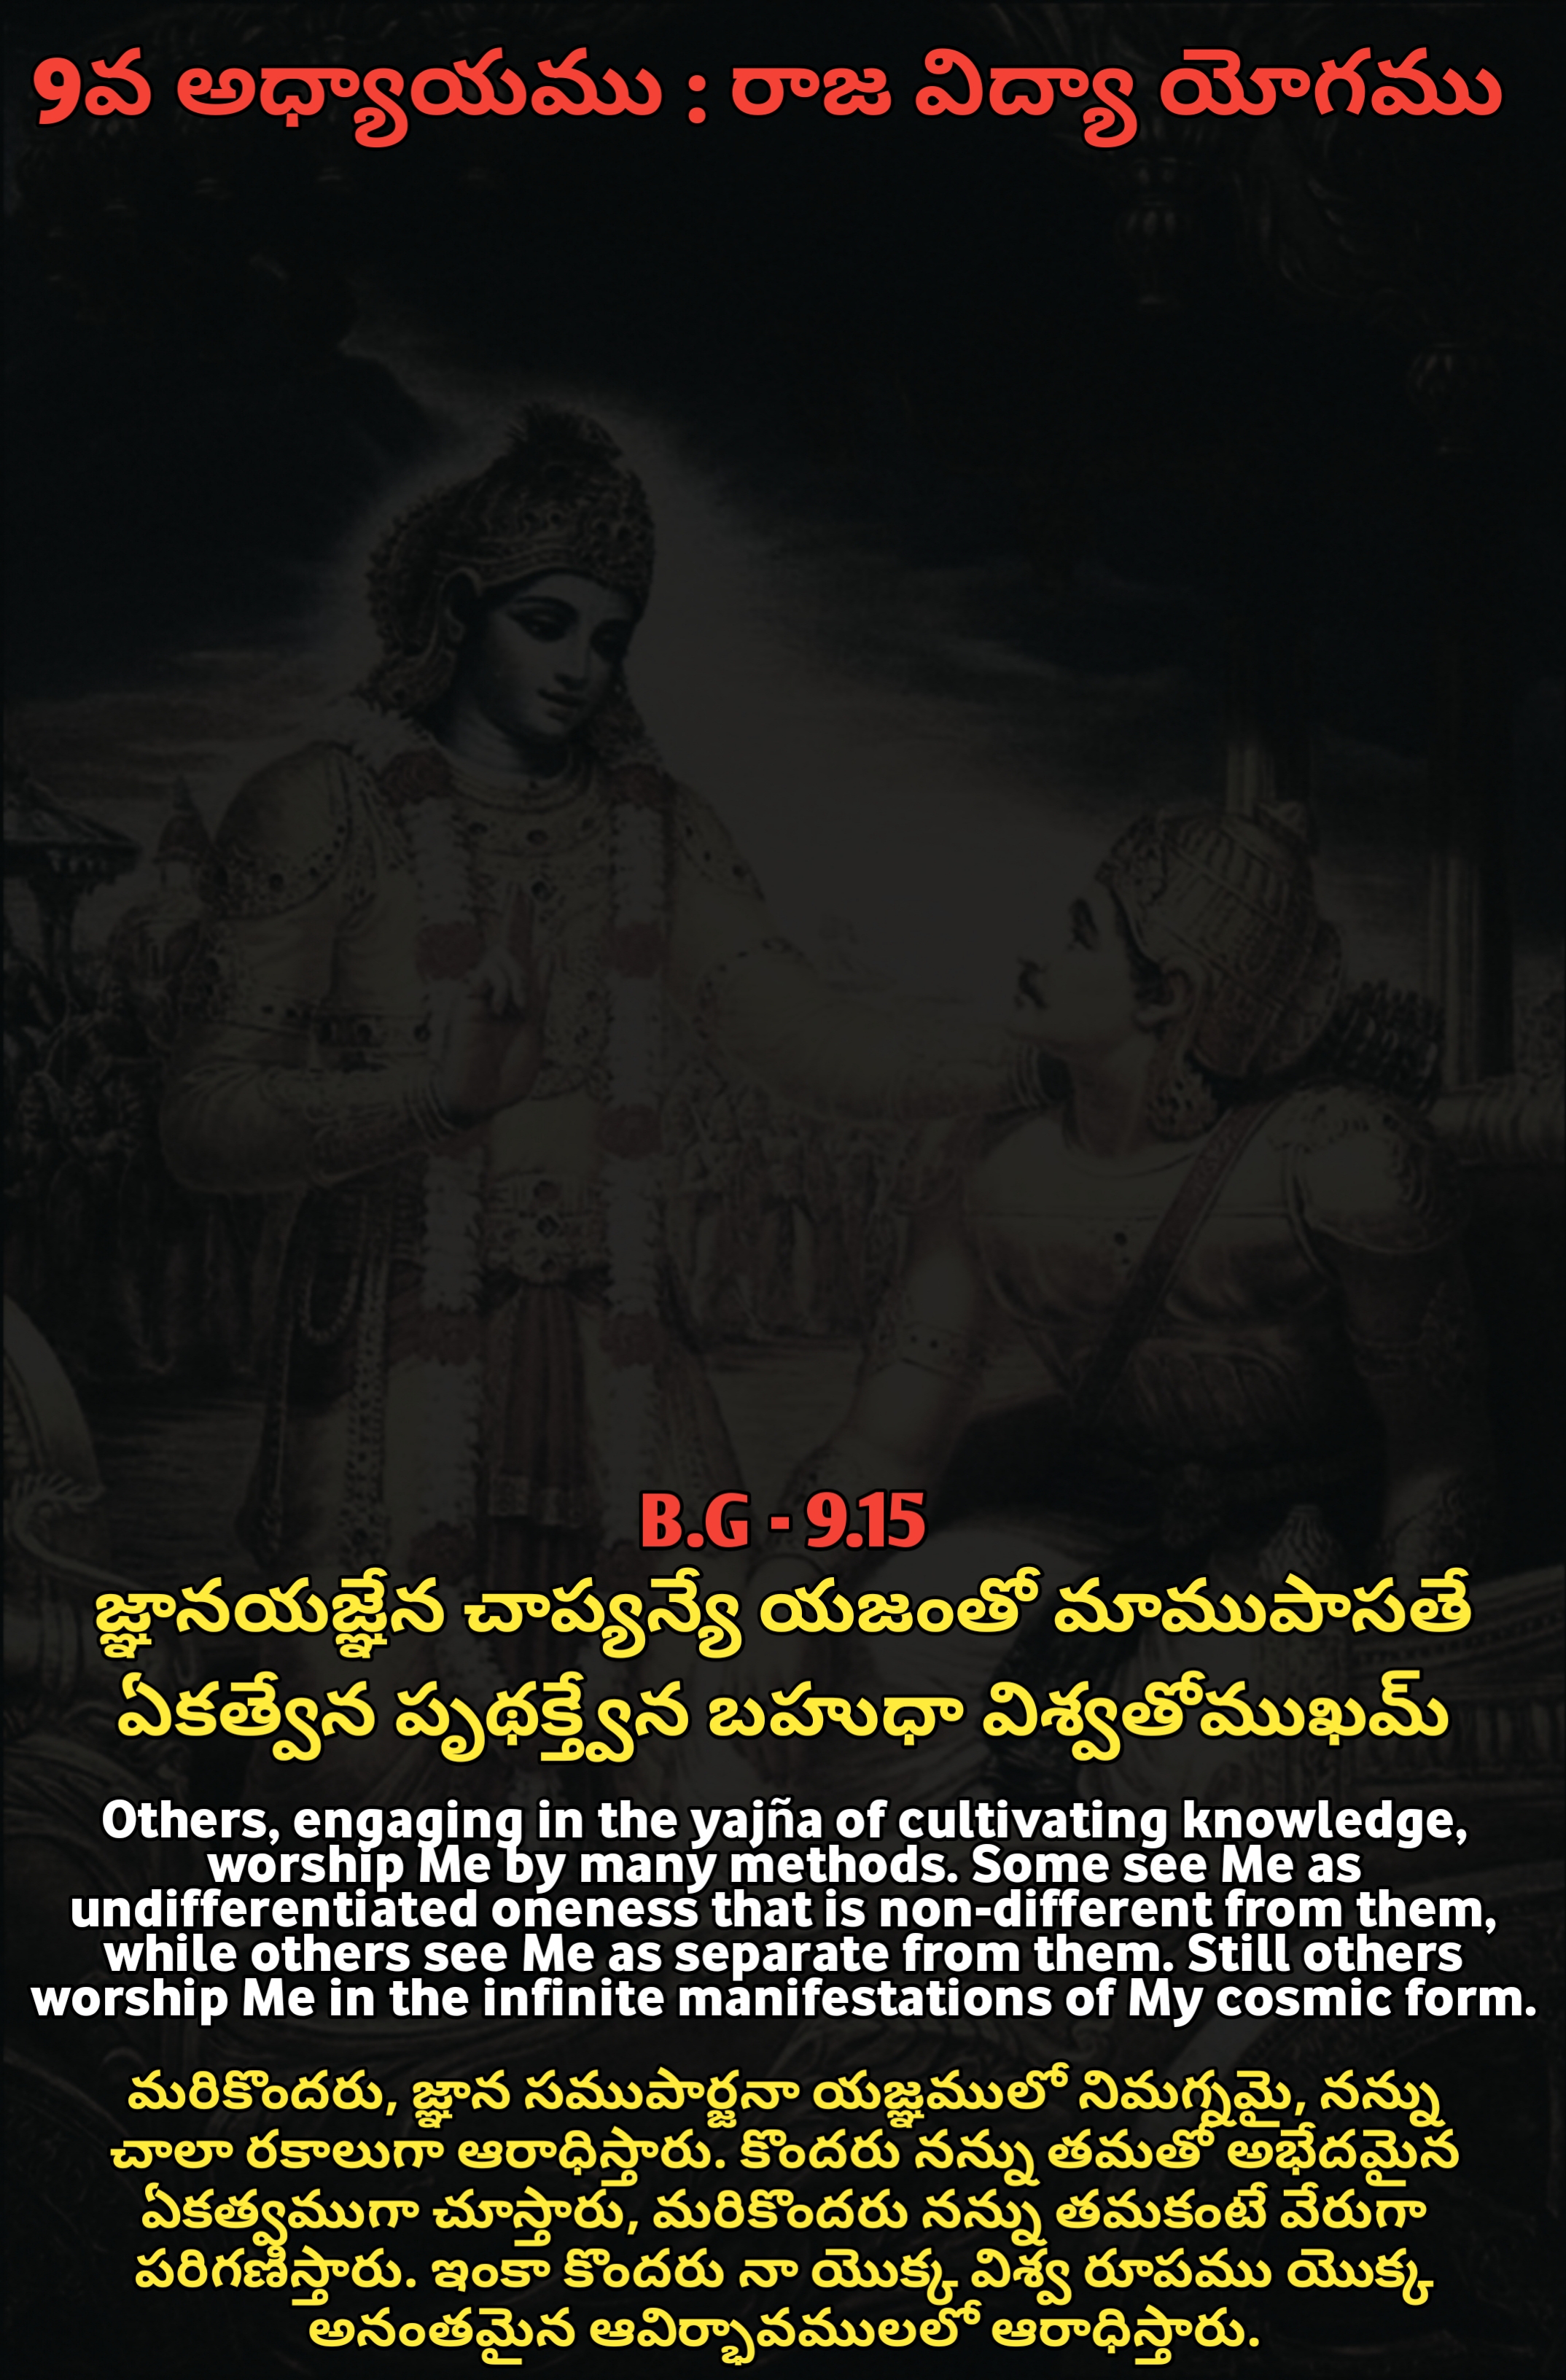 9వ అధ్యాయము : రాజ విద్యా యోగము
B.G - 9.15
జ్ఞానయజ్ఞేన చాప్యన్యే యజంతో మాముపాసతే
ఏకత్వేన పృథక్త్వేన బహుధా విశ్వతోముఖమ్
Others, engaging in the yajña of cultivating knowledge,
worship Me by many methods. Some see Me as
undifferentiated oneness that is non-different from them,
while others see Me as separate from them. Still others
worship Me in the infinite manifestations of My cosmic form.
మరికొందరు, జ్ఞాన సముపార్జనా యజ్ఞములో నిమగ్నమై, నన్ను
చాలా రకాలుగా ఆరాధిస్తారు. కొందరు నన్ను తమతో అభేదమైన
ఏకత్వముగా చూస్తారు, మరికొందరు నన్ను తమకంటే వేరుగా
పరిగణిస్తారు. ఇంకా కొందరు నా యొక్క విశ్వ రూపము యొక్క
అనంతమైన ఆవిర్భావములలో ఆరాధిస్తారు.